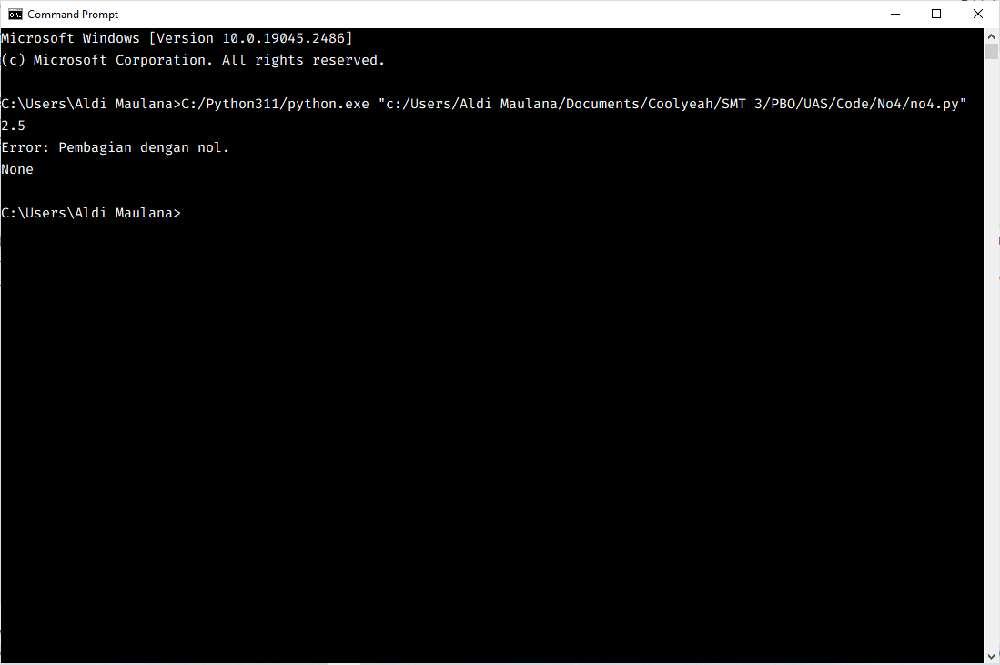 Command Prompt
Microsoft Windows [Version 10.0.19045.2486]
(c) Microsoft Corporation. All rights reserved.
C:\Users\Aldi Maulana>C:/Python311/python.exe "c:/Users/Aldi Maulana/Documents/Coolyeah/SMT 3/PBO/UAS/Code/No4/no4.py"
2.5
Error: Pembagian dengan nol.
None
C:\Users\Aldi Maulana>